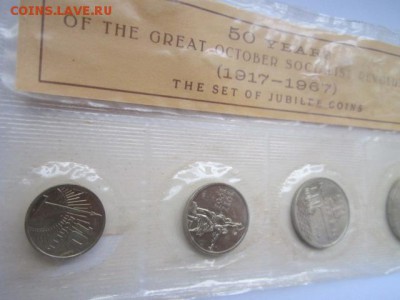 COINS.LAVE.RU
50 YEARS
OF THE GREAT OCTOBER SOCIALIST
(1917-1967)
THE SET OF JUBILEE COINS